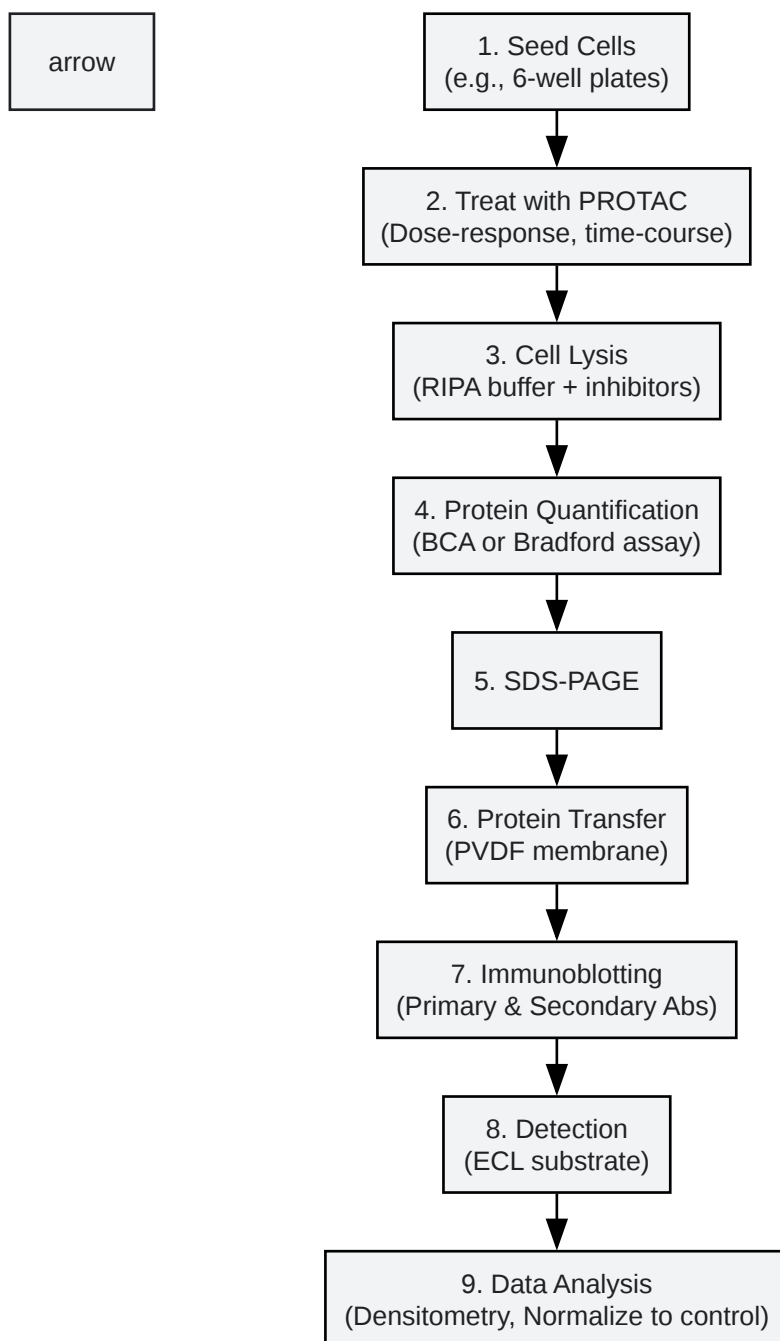 arrow
1. Seed Cells
(e.g., 6-well plates)
2. Treat with PROTAC
(Dose-response, time-course)
3. Cell Lysis
(RIPA buffer + inhibitors)
4. Protein Quantification
(BCA or Bradford assay)
5. SDS-PAGE
6. Protein Transfer
(PVDF membrane)
7. Immunoblotting
(Primary & Secondary Abs)
8. Detection
(ECL substrate)
9. Data Analysis
(Densitometry, Normalize to control)